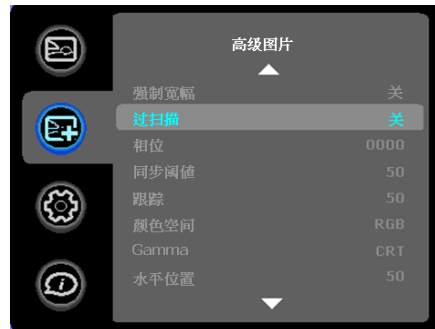 高级图片
强制宽幅 关
过扫描 关
相位 0000
同步阈值 50
跟踪 50
颜色空间 RGB
Gamma CRT
水平位置 50